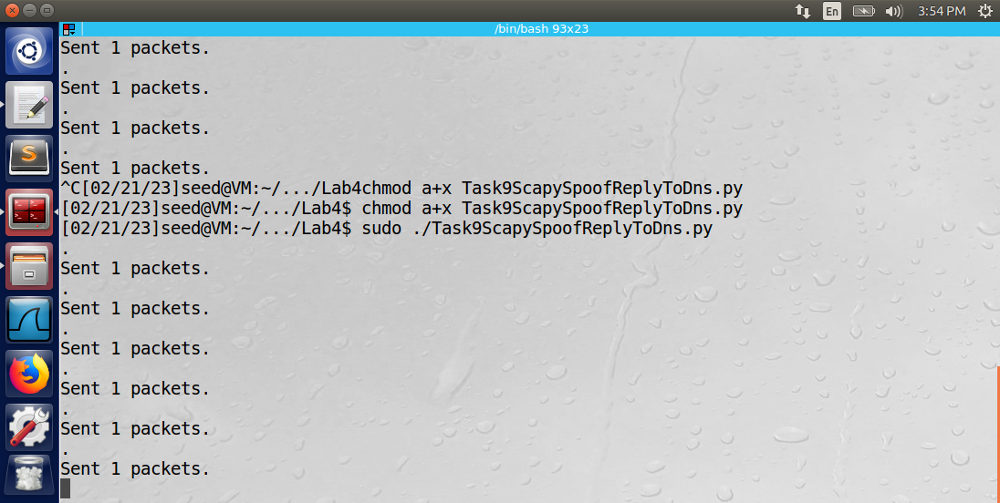 En
3:54 PM
/bin/bash 93x23
Sent 1 packets.
.
Sent 1 packets.
.
Sent 1 packets.
.
Sent 1 packets.
^C[02/21/23]seed@VM:~/.../Lab4chmod a+x Task9ScapySpoofReplyToDns.py
[02/21/23]seed@VM:~/.../Lab4$ chmod a+x Task9ScapySpoofReplyToDns.py
[02/21/23]seed@VM:~/.../Lab4$ sudo ./Task9ScapySpoofReplyToDns.py
.
Sent 1 packets.
.
Sent 1 packets.
.
Sent 1 packets.
.
Sent 1 packets.
.
Sent 1 packets.
.
Sent 1 packets.